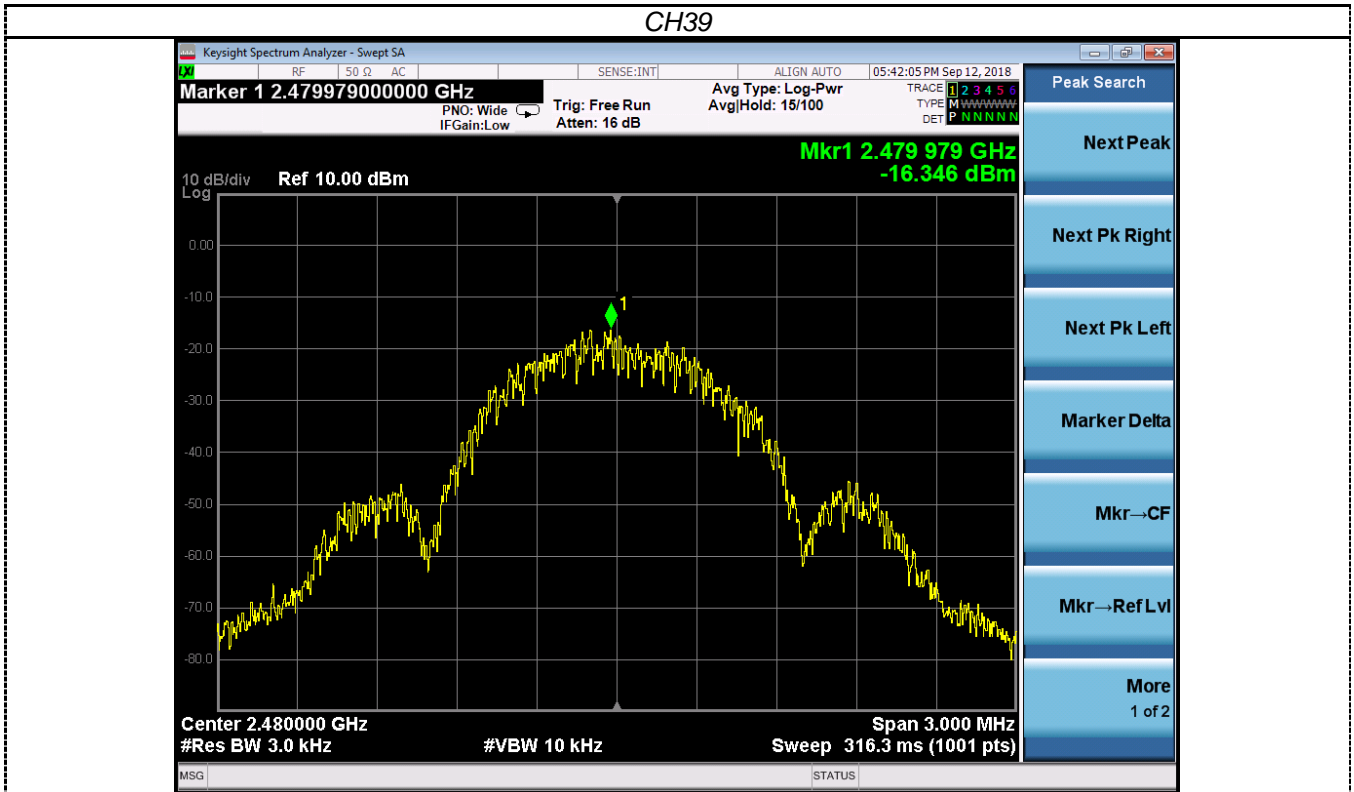 CH39
Keysight Spectrum Analyzer - Swept SA
LXI RF 50 Ω AC SENSE:INT ALIGN AUTO 05:42:05 PM Sep 12, 2018
Marker 1 2.479979000000 GHz
PNO: Wide
IFGain:Low
Trig: Free Run
Atten: 16 dB
Avg Type: Log-Pwr
Avg|Hold: 15/100
TRACE 1 2 3 4 5 6
TYPE M WWWWW
DET P N N N N N
Mkr1 2.479 979 GHz
-16.346 dBm
10 dB/div Ref 10.00 dBm
Log
0.00
-10.0
-20.0
-30.0
-40.0
-50.0
-60.0
-70.0
-80.0
1
Center 2.480000 GHz
Span 3.000 MHz
#Res BW 3.0 kHz
#VBW 10 kHz
Sweep 316.3 ms (1001 pts)
MSG
STATUS
Peak Search
Next Peak
Next Pk Right
Next Pk Left
Marker Delta
Mkr→CF
Mkr→Ref Lvl
More
1 of 2